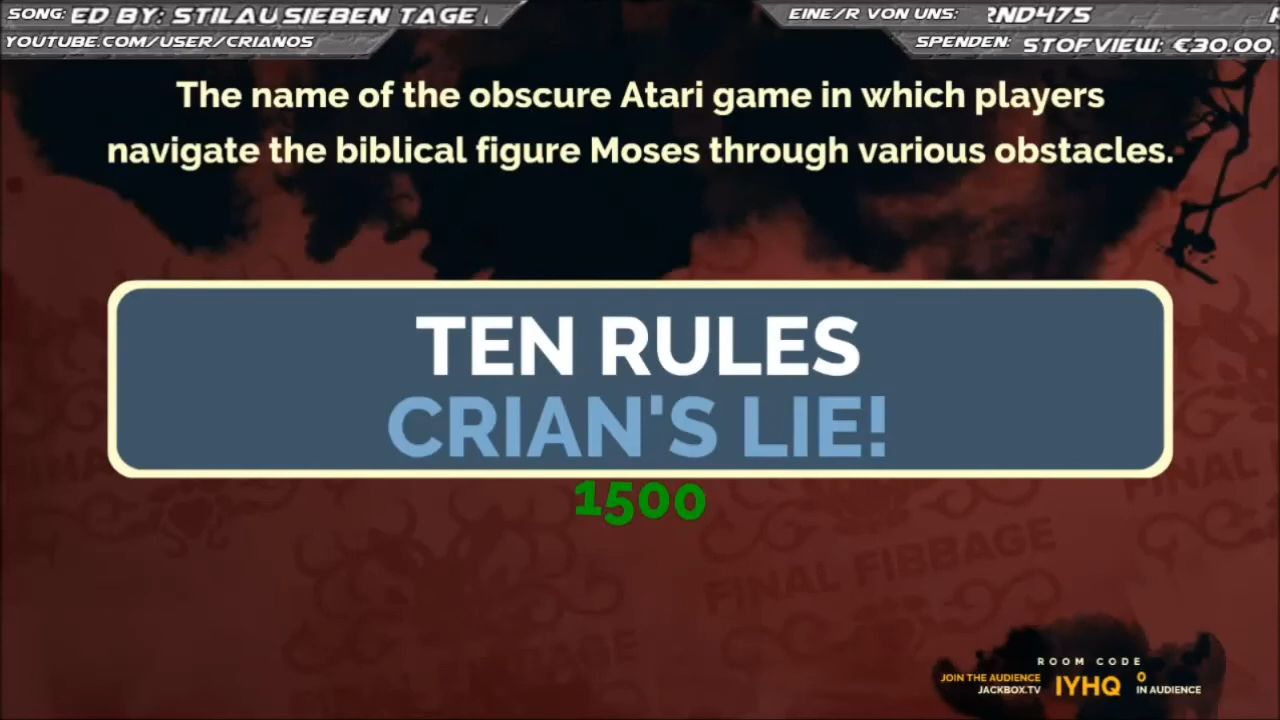 SONG: ED BY: STILAU SIEBEN TAGE
YOUTUBE.COM/USER/CRIANOS
EINE/R VON UNS: RND475
SPENDEN: STOFVIEW: €30.00,
The name of the obscure Atari game in which players
navigate the biblical figure Moses through various obstacles.
TEN RULES
CRIAN'S LIE!
1500
FINAL FIBBAGE
FINAL
ROOM CODE
JOIN THE AUDIENCE
JACKBOX.TV
IYHQ
0
IN AUDIENCE